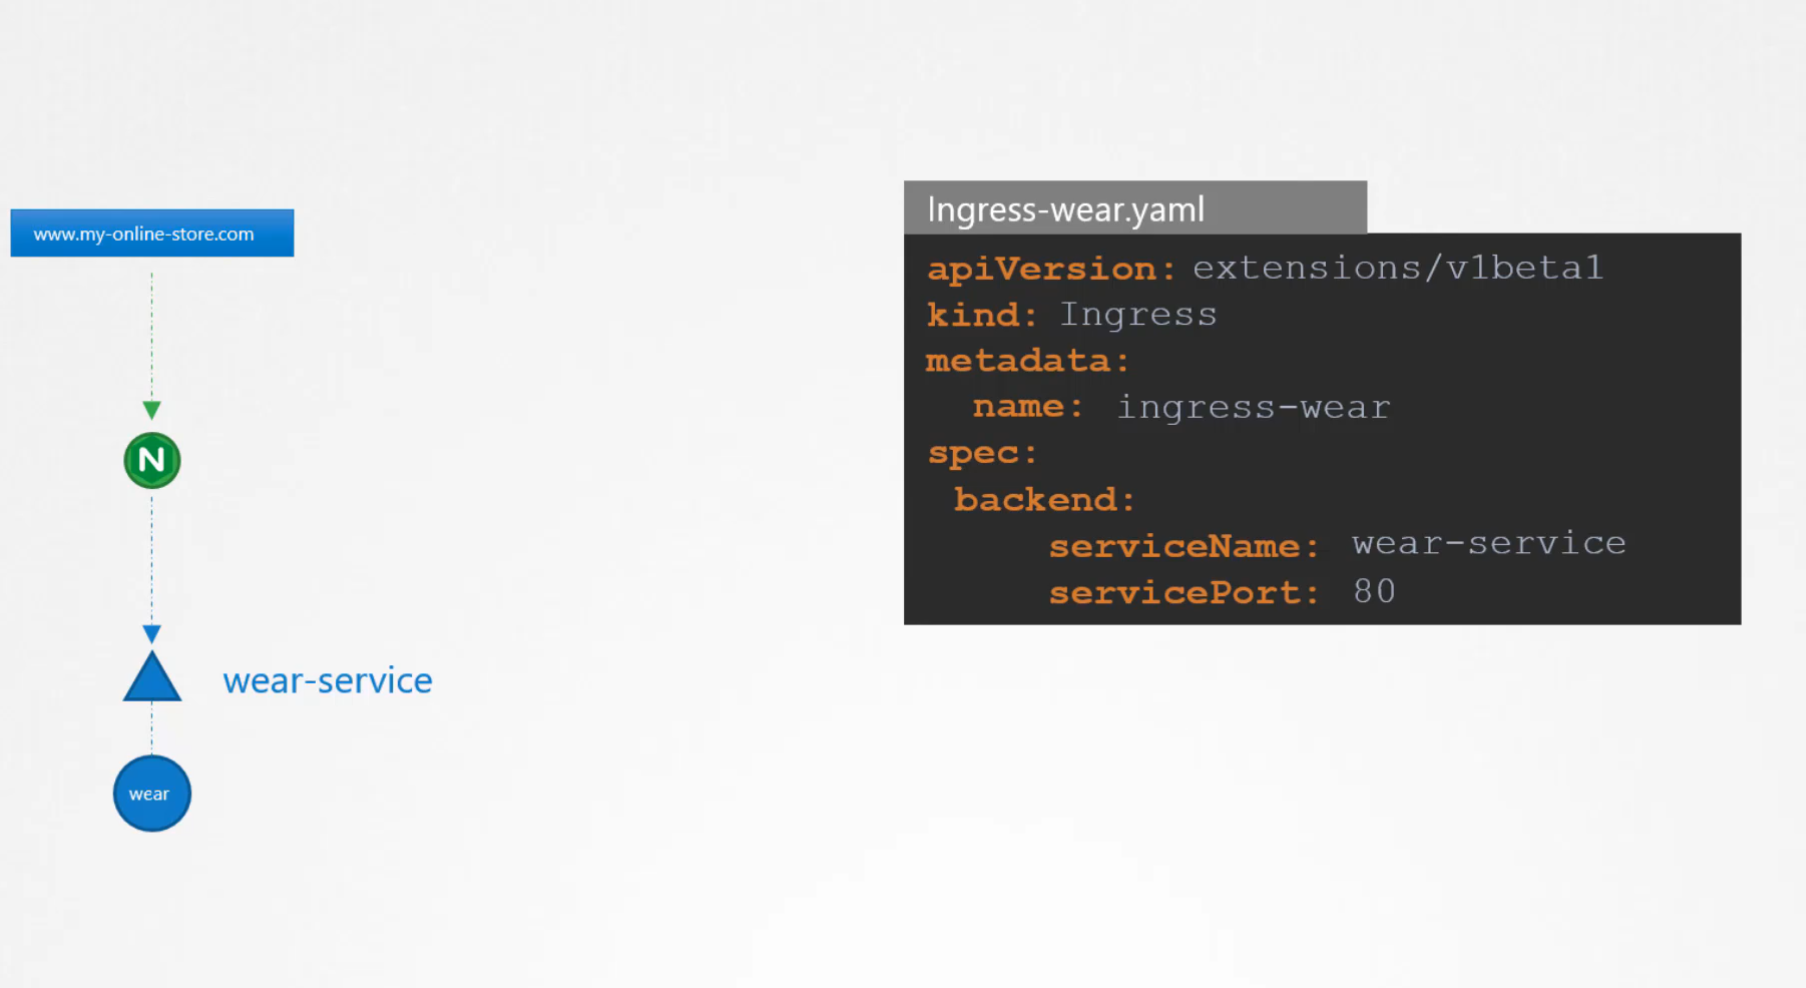 www.my-online-store.com
N
wear-service
wear
Ingress-wear.yaml
apiVersion: extensions/v1beta1
kind: Ingress
metadata:
  name: ingress-wear
spec:
 backend:
     serviceName: wear-service
     servicePort: 80